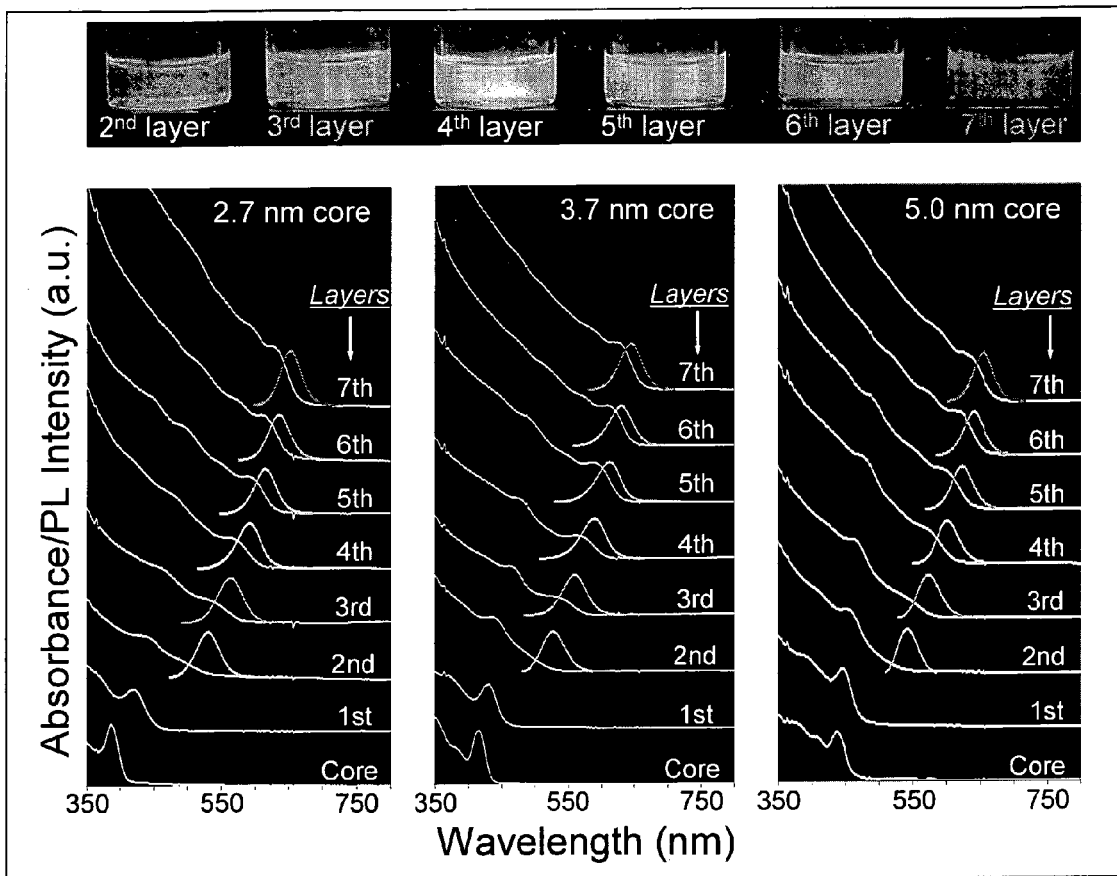 2nd layer 3rd layer 4th layer 5th layer 6th layer 7th layer
Absorbance/PL Intensity (a.u.)
2.7 nm core
Layers
7th
6th
5th
4th
3rd
2nd
1st
Core
350 550 750
3.7 nm core
Layers
7th
6th
5th
4th
3rd
2nd
1st
Core
350 550 750
5.0 nm core
Layers
7th
6th
5th
4th
3rd
2nd
1st
Core
350 550 750
Wavelength (nm)